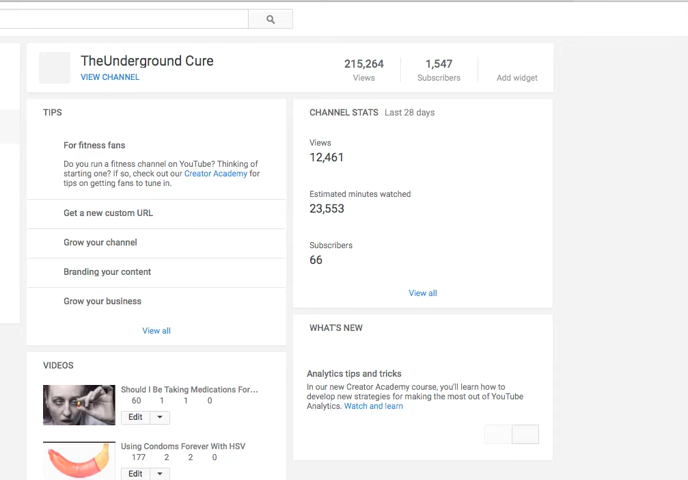 TheUnderground Cure
VIEW CHANNEL
215,264
Views
1,547
Subscribers
Add widget
TIPS
For fitness fans
Do you run a fitness channel on YouTube? Thinking of
starting one? If so, check out our Creator Academy for
tips on getting fans to tune in.
Get a new custom URL
Grow your channel
Branding your content
Grow your business
View all
VIDEOS
Should I Be Taking Medications For...
60 1 1 0
Edit
Using Condoms Forever With HSV
177 2 2 0
Edit
CHANNEL STATS Last 28 days
Views
12,461
Estimated minutes watched
23,553
Subscribers
66
View all
WHAT'S NEW
Analytics tips and tricks
In our new Creator Academy course, you'll learn how to
develop new strategies for making the most out of YouTube
Analytics. Watch and learn